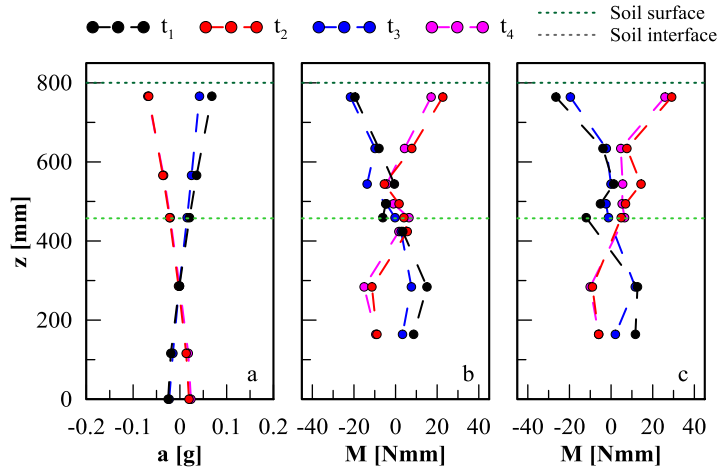 t1 t2 t3 t4 Soil surface
Soil interface
z [mm]
800
600
400
200
0
a b c
-0.2 -0.1 0 0.1 0.2
-40 -20 0 20 40
-40 -20 0 20 40
a [g] M [Nmm] M [Nmm]